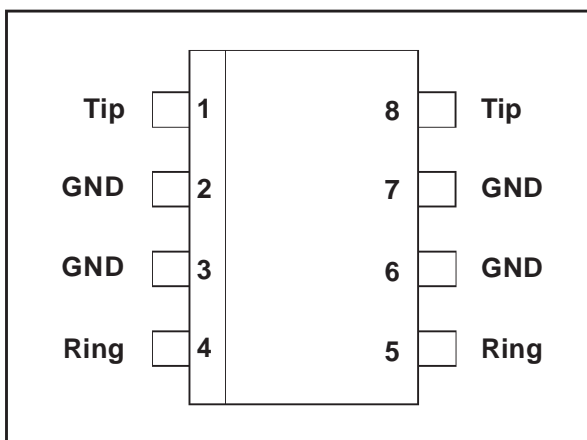 Tip 1 8 Tip
GND 2 7 GND
GND 3 6 GND
Ring 4 5 Ring